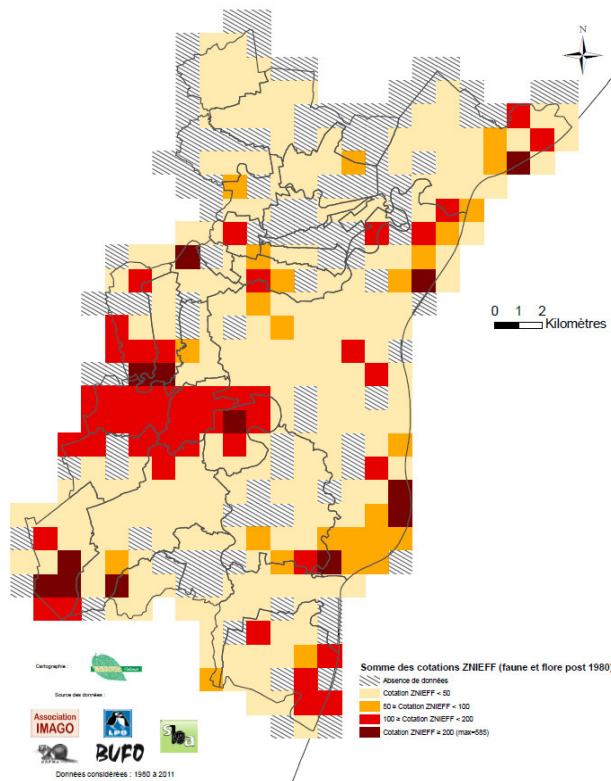 N
0 1 2
Kilomètres
Cartographie :
Somme des cotations ZNIEFF (faune et flore post 1980)
Absence de données
Cotation ZNIEFF < 50
50 ≤ Cotation ZNIEFF < 100
100 ≤ Cotation ZNIEFF < 200
Cotation ZNIEFF ≥ 200 (max=585)
Source des données :
Association
IMAGO
LPO
BUFO
Données considérées : 1980 à 2011